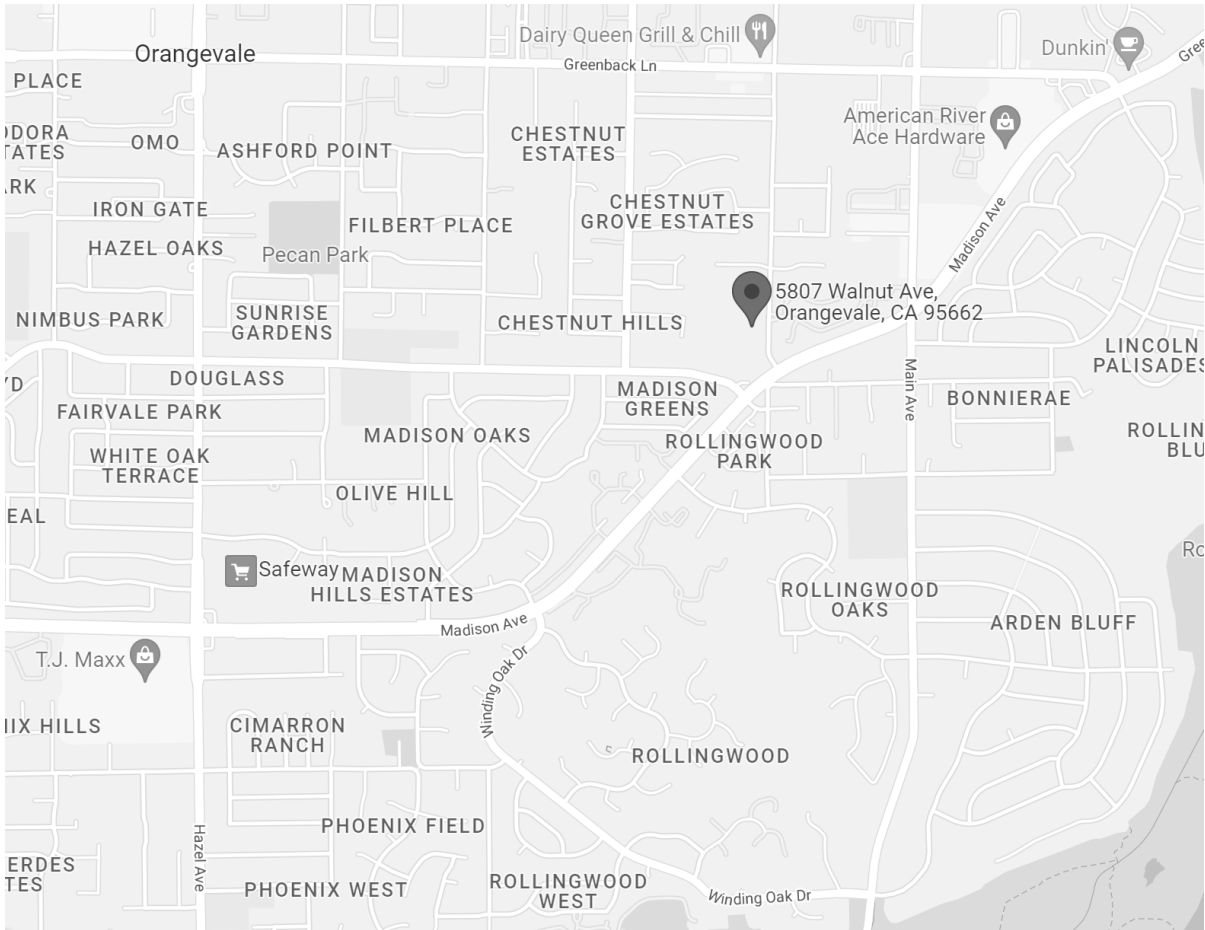 Dairy Queen Grill & Chill
Dunkin'
Orangevale
Greenback Ln
PLACE
American River
Ace Hardware
CHESTNUT
ESTATES
OMO
ASHFORD POINT
CHESTNUT
GROVE ESTATES
IRON GATE
FILBERT PLACE
HAZEL OAKS
Pecan Park
Madison Ave
5807 Walnut Ave,
Orangevale, CA 95662
NIMBUS PARK
SUNRISE
GARDENS
CHESTNUT HILLS
LINCOLN
PALISADES
DOUGLASS
MADISON
GREENS
Main Ave
BONNIERAE
FAIRVALE PARK
MADISON OAKS
ROLLINGWOOD
PARK
ROLLIN
BLU
WHITE OAK
TERRACE
OLIVE HILL
EAL
Safeway
MADISON
HILLS ESTATES
ROLLINGWOOD
OAKS
ARDEN BLUFF
Madison Ave
T.J. Maxx
Winding Oak Dr
IIX HILLS
CIMARRON
RANCH
ROLLINGWOOD
PHOENIX FIELD
Hazel Ave
ERDES
TES
PHOENIX WEST
ROLLINGWOOD
WEST
Winding Oak Dr